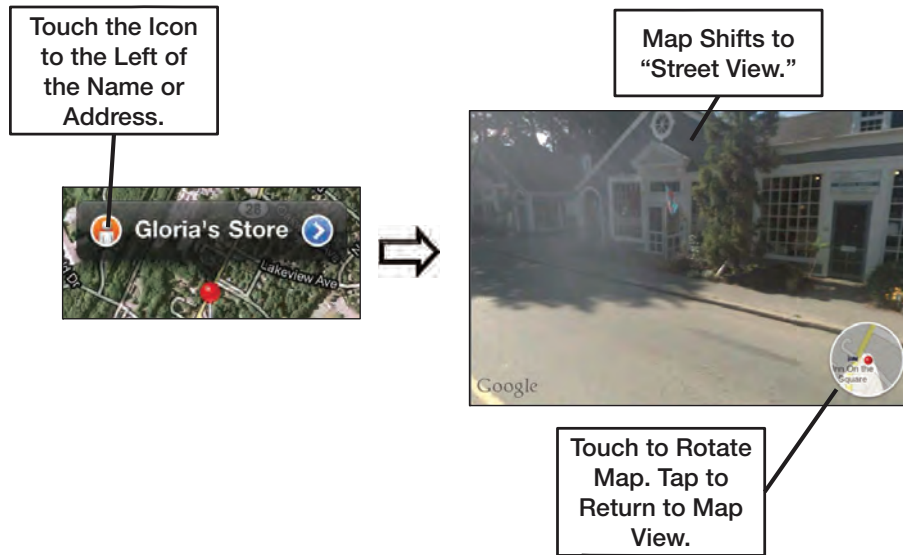 Touch the Icon
to the Left of
the Name or
Address.
Map Shifts to
“Street View.”
28
Gloria's Store
Lakeview Ave
d Dr
Google
Inn On the
Square
Touch to Rotate
Map. Tap to
Return to Map
View.